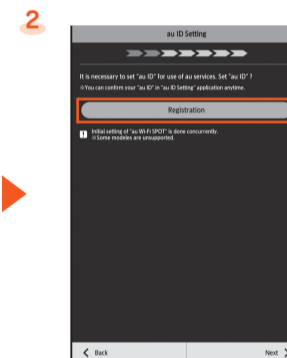 2
au ID Setting
It is necessary to set "au ID" for use of au services. Set "au ID" ?
※You can confirm your "au ID" in "au ID Setting" application anytime.
Registration
! Initial setting of "au Wi-Fi SPOT" is done concurrently.
※Some modeles are unsupported.
Back
Next